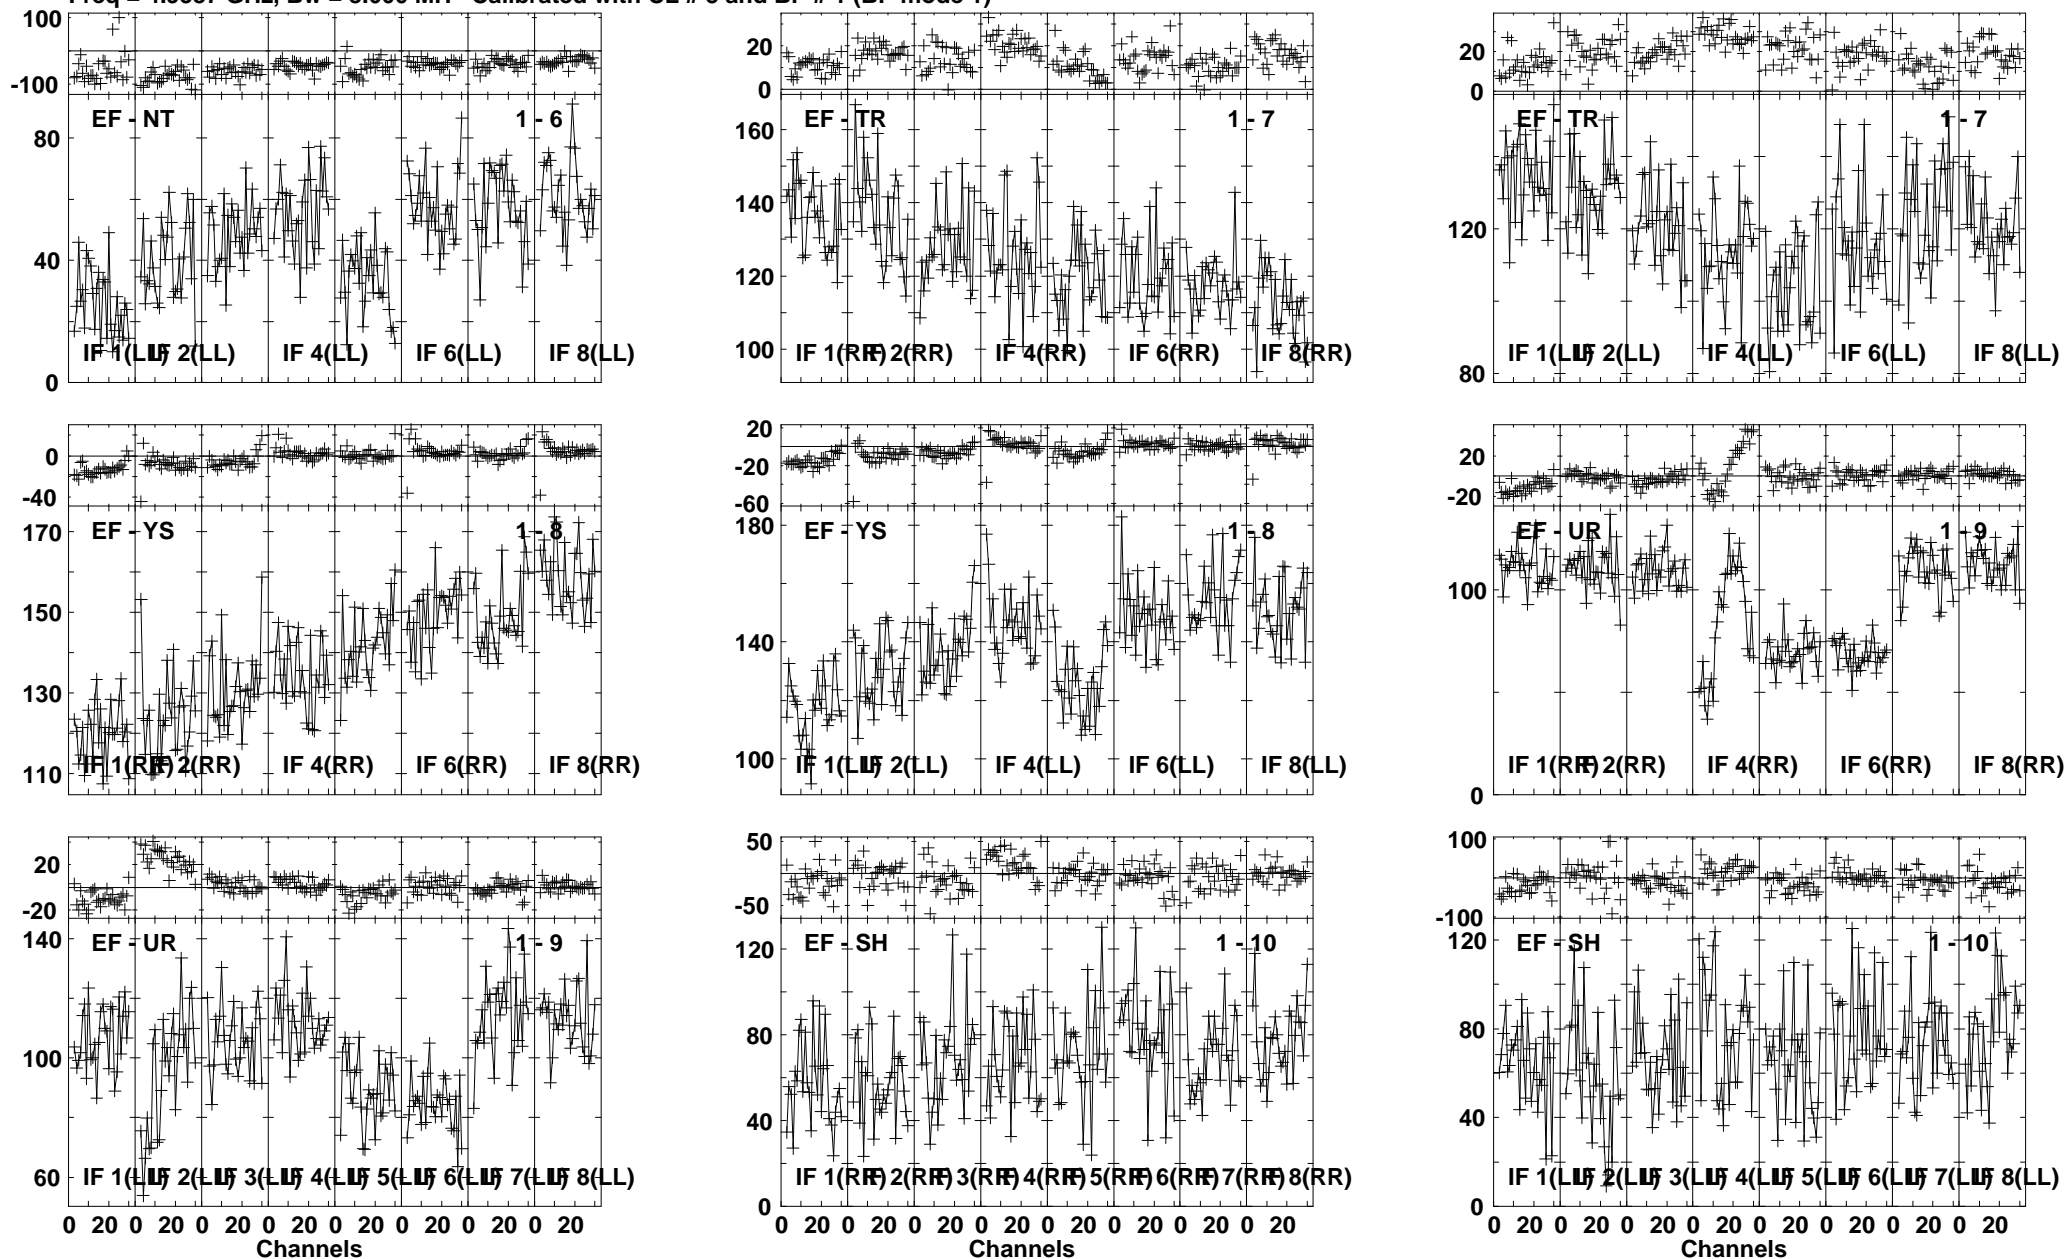 100
-100
EF - NT
1 - 6
80
40
0
IF 1(LL)
IF 2(LL)
IF 4(LL)
IF 6(LL)
IF 8(LL)
20
0
EF - TR
1 - 7
160
140
120
100
IF 1(RR)
IF 2(RR)
IF 4(RR)
IF 6(RR)
IF 8(RR)
20
0
EF - TR
1 - 7
120
80
IF 1(LL)
IF 2(LL)
IF 4(LL)
IF 6(LL)
IF 8(LL)
0
-40
EF - YS
1 - 8
170
150
130
110
IF 1(RR)
IF 2(RR)
IF 4(RR)
IF 6(RR)
IF 8(RR)
20
-20
-60
EF - YS
1 - 8
180
140
100
IF 1(LL)
IF 2(LL)
IF 4(LL)
IF 6(LL)
IF 8(LL)
20
-20
EF - UR
1 - 9
100
0
IF 1(RR)
IF 2(RR)
IF 4(RR)
IF 6(RR)
IF 8(RR)
20
-20
EF - UR
1 - 9
140
100
60
IF 1(LL)
IF 2(LL)
IF 3(LL)
IF 4(LL)
IF 5(LL)
IF 6(LL)
IF 7(LL)
IF 8(LL)
0 20 0 20 0 20 0 20 0 20 0 20 0 20 0 20
Channels
50
-50
EF - SH
1 - 10
120
80
40
0
IF 1(RR)
IF 2(RR)
IF 3(RR)
IF 4(RR)
IF 5(RR)
IF 6(RR)
IF 7(RR)
IF 8(RR)
0 20 0 20 0 20 0 20 0 20 0 20 0 20 0 20
Channels
100
-100
EF - SH
1 - 10
120
80
40
0
IF 1(LL)
IF 2(LL)
IF 3(LL)
IF 4(LL)
IF 5(LL)
IF 6(LL)
IF 7(LL)
IF 8(LL)
0 20 0 20 0 20 0 20 0 20 0 20 0 20 0 20
Channels